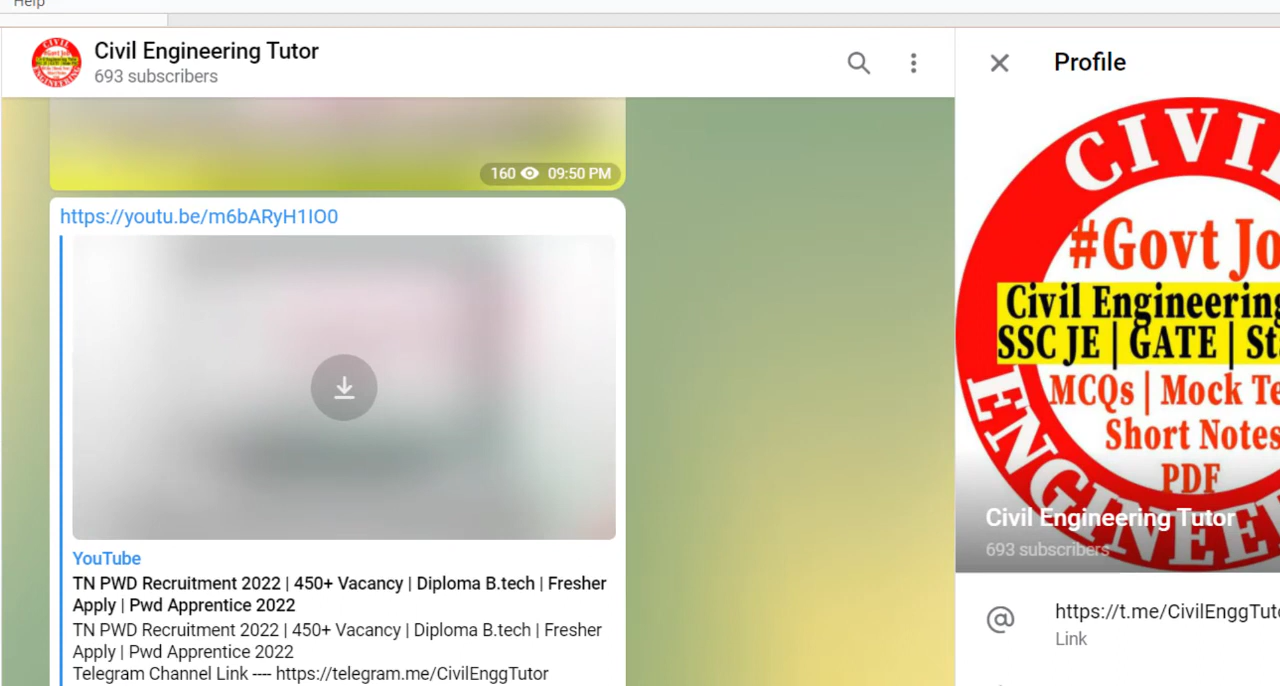 Help
Civil Engineering Tutor
693 subscribers
160 09:50 PM
https://youtu.be/m6bARyH1IO0
YouTube
TN PWD Recruitment 2022 | 450+ Vacancy | Diploma B.tech | Fresher
Apply | Pwd Apprentice 2022
TN PWD Recruitment 2022 | 450+ Vacancy | Diploma B.tech | Fresher
Apply | Pwd Apprentice 2022
Telegram Channel Link ---- https://telegram.me/CivilEnggTutor
Profile
CIVI
#Govt Jo
Civil Engineering
SSC JE | GATE | St
MCQs | Mock Te
Short Notes
PDF
ENGINEE
Civil Engineering Tutor
693 subscribers
https://t.me/CivilEnggTut
Link